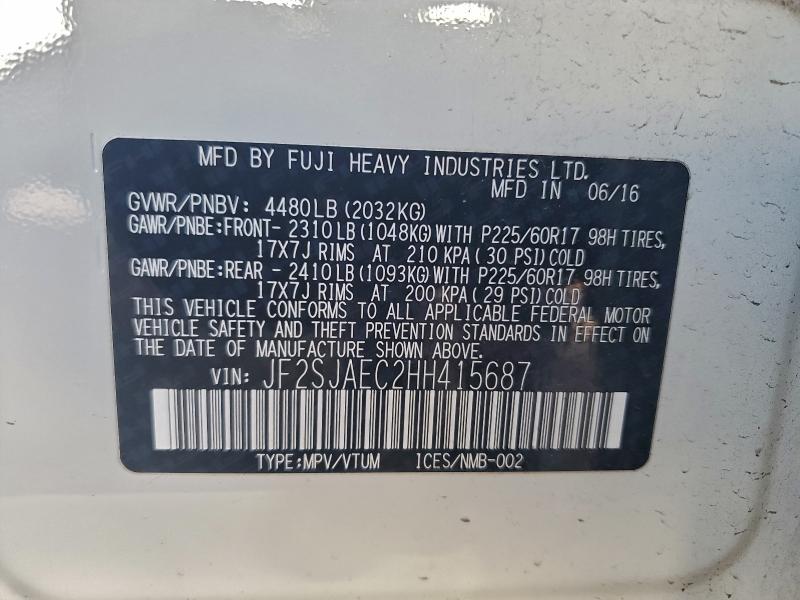 MFD BY FUJI HEAVY INDUSTRIES LTD.
MFD IN 06/16
GVWR/PNBV: 4480LB(2032KG)
GAWR/PNBE:FRONT- 2310LB(1048KG)WITH P225/60R17 98H TIRES,
17X7J RIMS AT 210 KPA( 30 PSI)COLD
GAWR/PNBE:REAR - 2410LB(1093KG)WITH P225/60R17 98H TIRES,
17X7J RIMS AT 200 KPA( 29 PSI)COLD
THIS VEHICLE CONFORMS TO ALL APPLICABLE FEDERAL MOTOR
VEHICLE SAFETY AND THEFT PREVENTION STANDARDS IN EFFECT ON
THE DATE OF MANUFACTURE SHOWN ABOVE.
VIN: JF2SJAEC2HH415687
TYPE:MPV/VTUM ICES/NMB-002